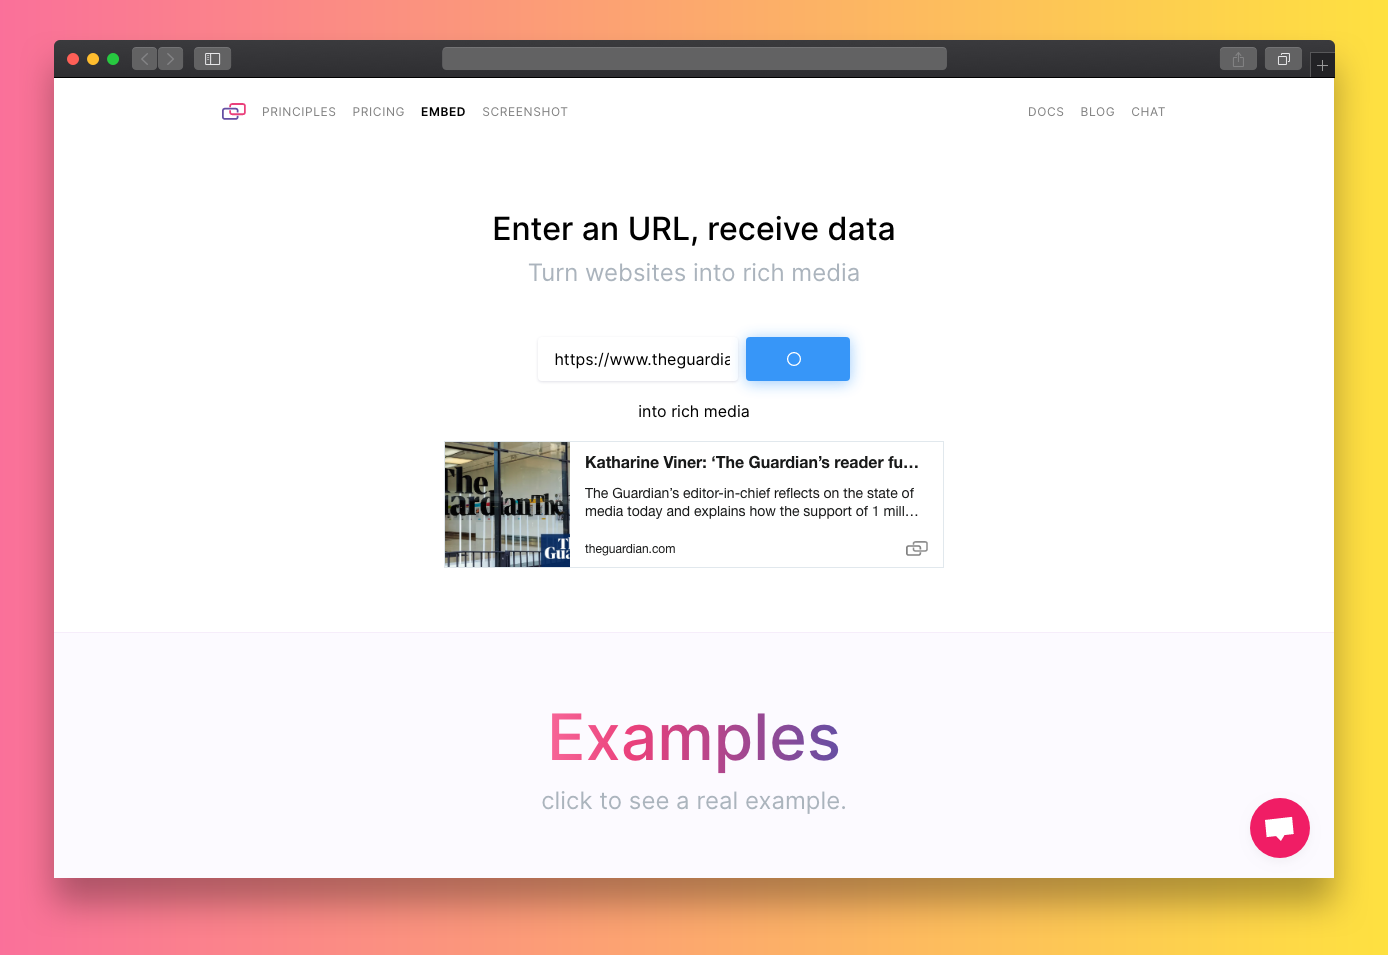 PRINCIPLES PRICING EMBED SCREENSHOT DOCS BLOG CHAT
Enter an URL, receive data
Turn websites into rich media
https://www.theguardia
into rich media
Katharine Viner: ‘The Guardian’s reader fu…
The Guardian’s editor-in-chief reflects on the state of
media today and explains how the support of 1 mill…
theguardian.com
The
Th
Gu
Examples
click to see a real example.